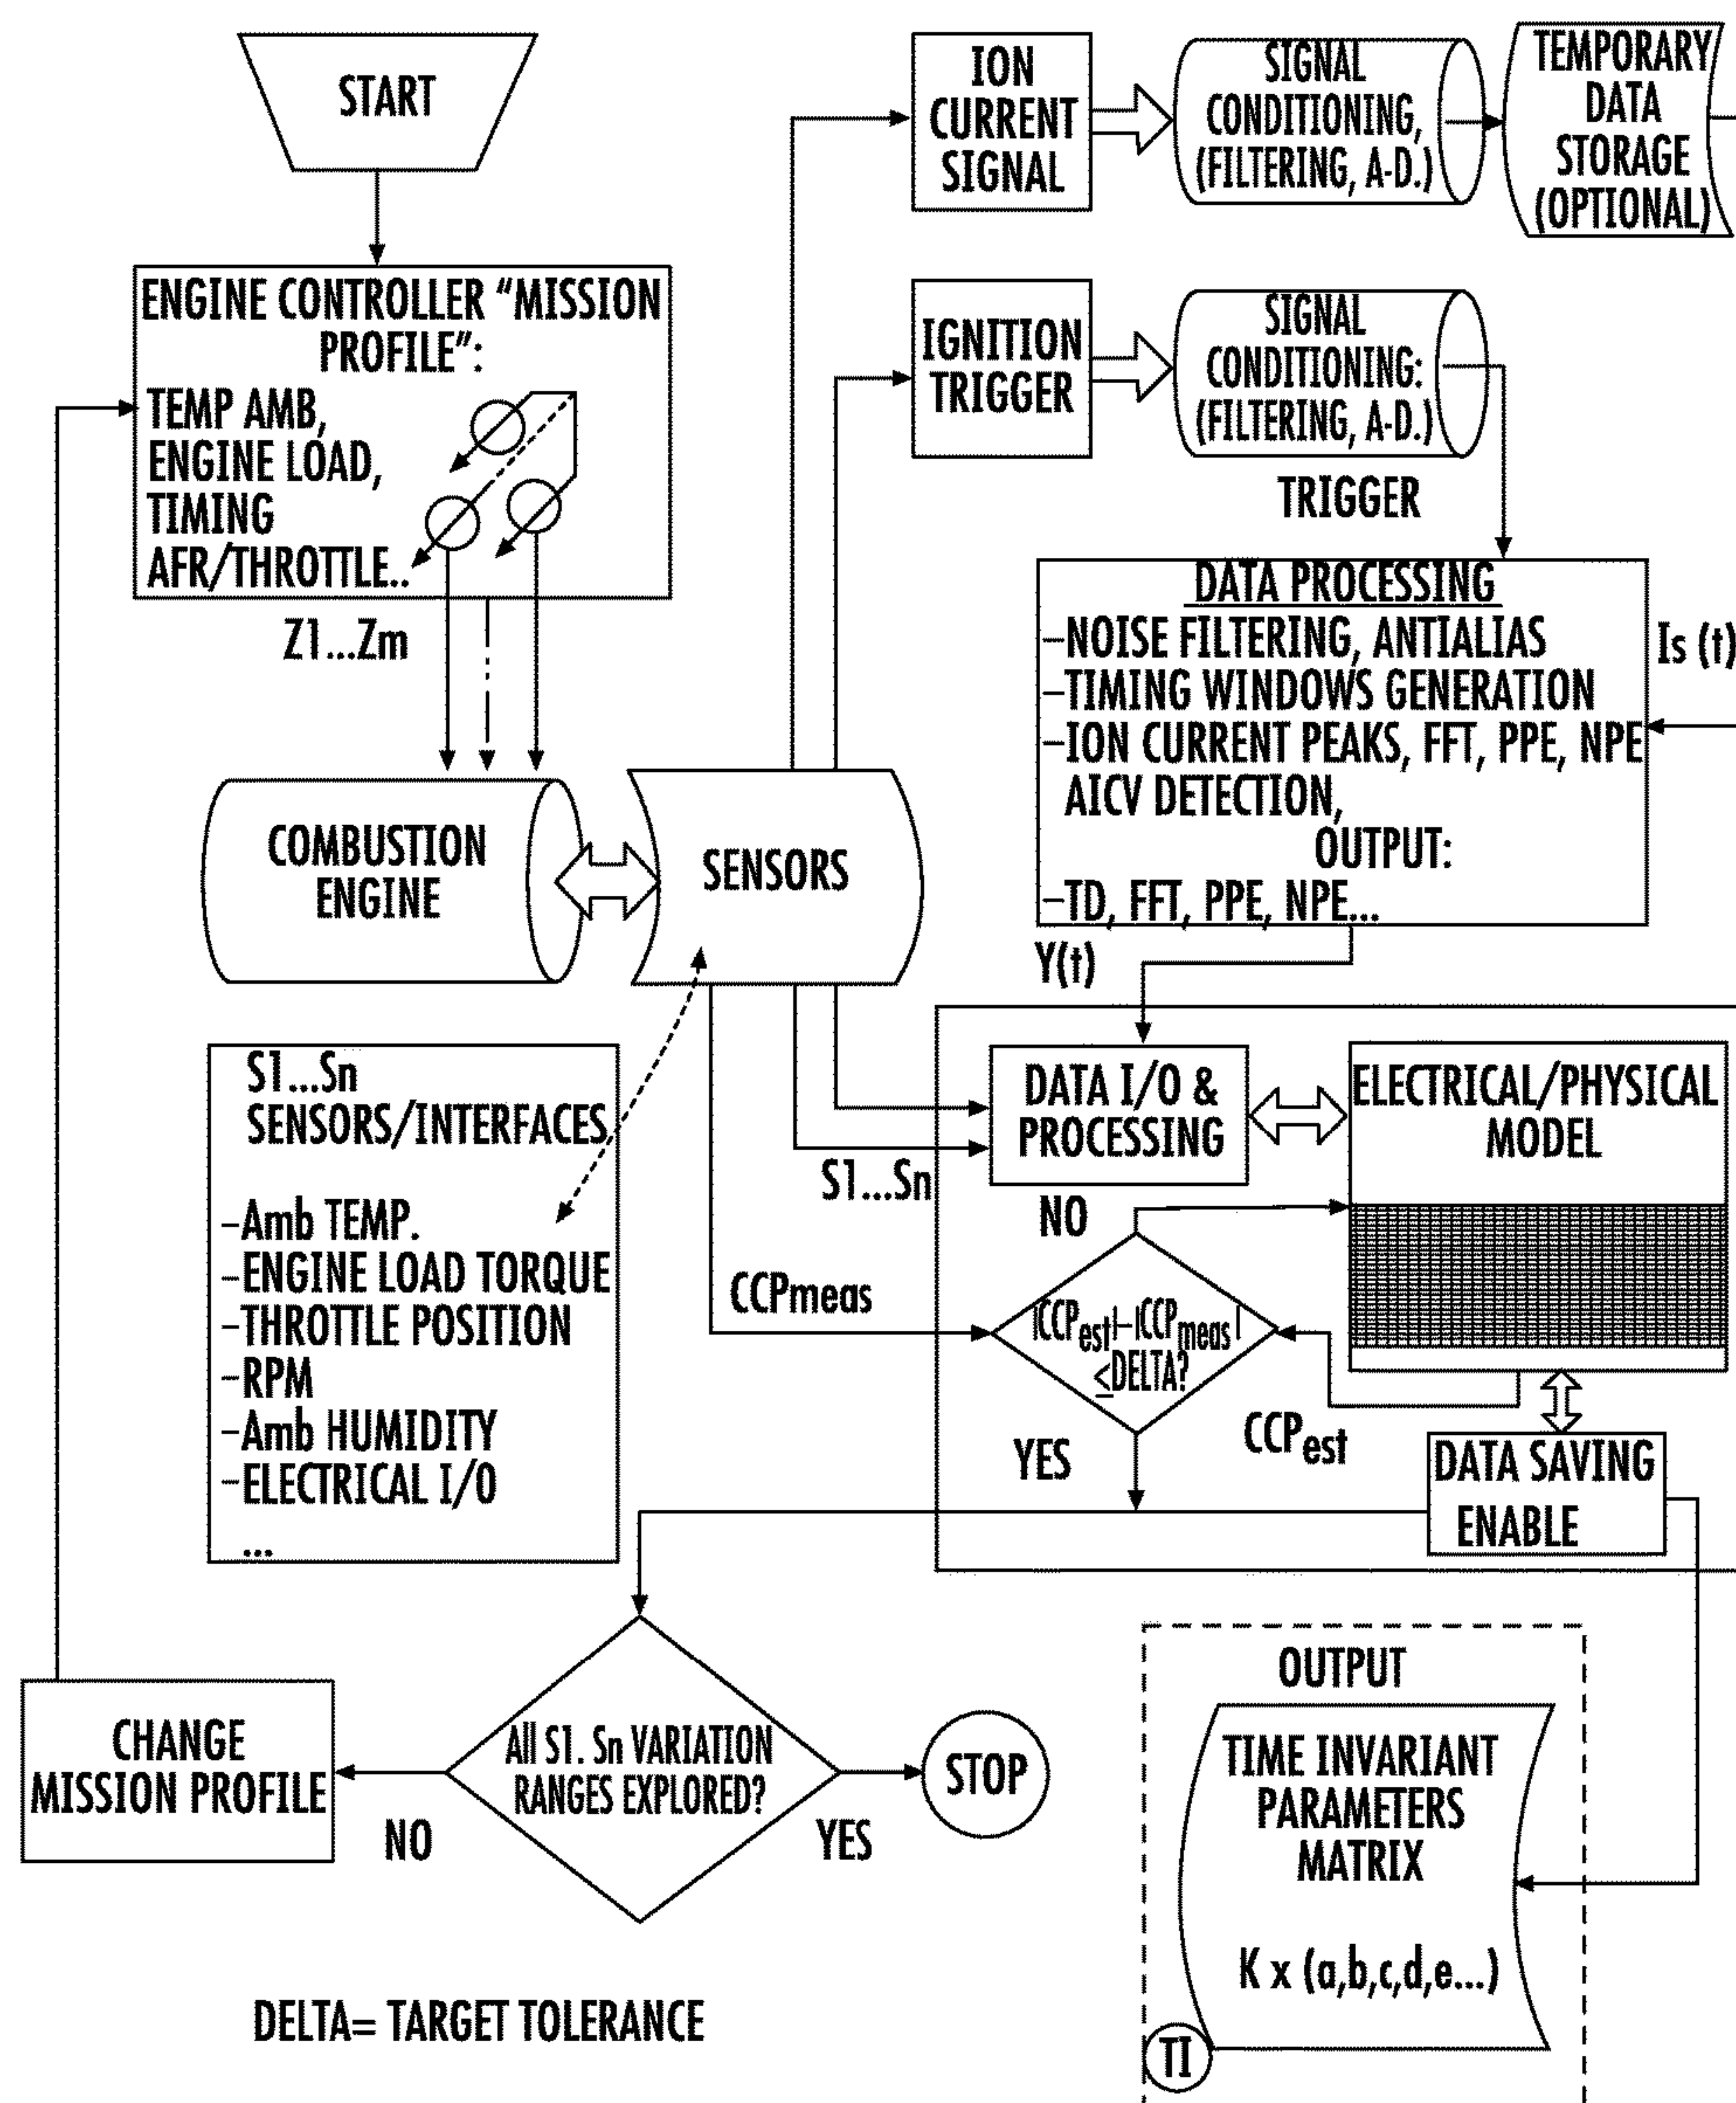 START
ENGINE CONTROLLER “MISSION
PROFILE”:
TEMP AMB,
ENGINE LOAD,
TIMING
AFR/THROTTLE..
Z1...Zm
COMBUSTION
ENGINE
SENSORS
ION
CURRENT
SIGNAL
SIGNAL
CONDITIONING,
(FILTERING, A-D.)
TEMPORARY
DATA
STORAGE
(OPTIONAL)
IGNITION
TRIGGER
SIGNAL
CONDITIONING:
(FILTERING, A-D.)
TRIGGER
DATA PROCESSING
–NOISE FILTERING, ANTIALIAS
–TIMING WINDOWS GENERATION
–ION CURRENT PEAKS, FFT, PPE, NPE
AICV DETECTION,
OUTPUT:
–TD, FFT, PPE, NPE...
Is (t)
Y(t)
S1...Sn
SENSORS/INTERFACES
–Amb TEMP.
–ENGINE LOAD TORQUE
–THROTTLE POSITION
–RPM
–Amb HUMIDITY
–ELECTRICAL I/O
...
DATA I/O &
PROCESSING
ELECTRICAL/PHYSICAL
MODEL
S1...Sn
NO
CCPmeas
|CCPest|–|CCPmeas|
≤DELTA?
CCPest
YES
DATA SAVING
ENABLE
CHANGE
MISSION PROFILE
All S1. Sn VARIATION
RANGES EXPLORED?
NO
YES
STOP
OUTPUT
TIME INVARIANT
PARAMETERS
MATRIX
K x (a,b,c,d,e...)
TI
DELTA= TARGET TOLERANCE